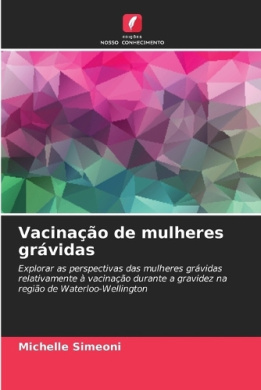 edições
NOSSO CONHECIMENTO
Vacinação de mulheres
grávidas
Explorar as perspectivas das mulheres grávidas
relativamente à vacinação durante a gravidez na
região de Waterloo-Wellington
Michelle Simeoni